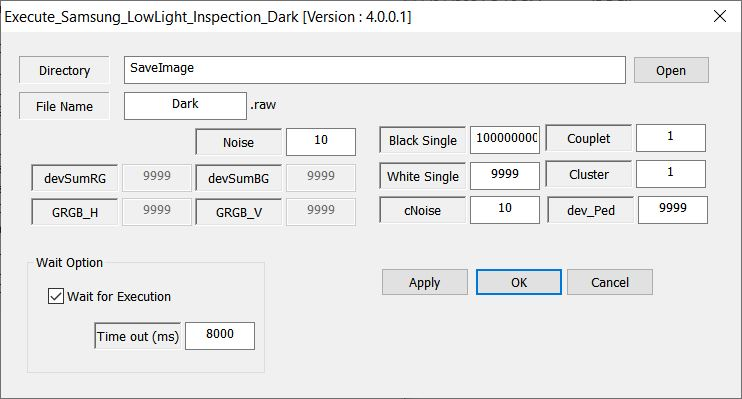 Execute_Samsung_LowLight_Inspection_Dark [Version : 4.0.0.1]
Directory SaveImage Open
File Name Dark .raw
Noise 10 Black Single 100000000 Couplet 1
devSumRG 9999 devSumBG 9999 White Single 9999 Cluster 1
GRGB_H 9999 GRGB_V 9999 cNoise 10 dev_Ped 9999
Wait Option
Apply OK Cancel
Wait for Execution
Time out (ms) 8000